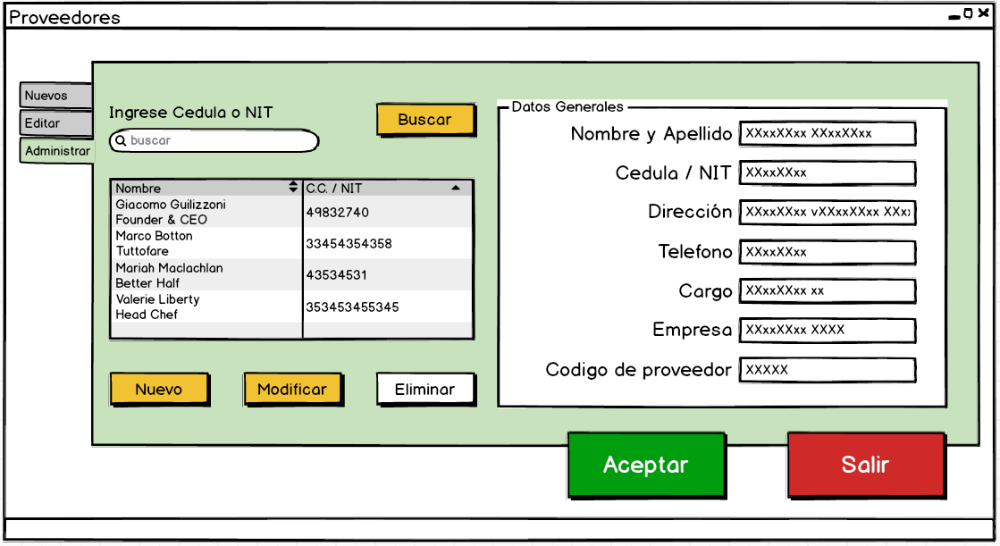 Proveedores
Nuevos
Editar
Administrar
Ingrese Cedula o NIT
Buscar
buscar
Nombre
C.C. / NIT
Giacomo Guilizzoni
Founder & CEO
49832740
Marco Botton
Tuttofare
33454354358
Mariah Maclachlan
Better Half
43534531
Valerie Liberty
Head Chef
353453455345
Nuevo
Modificar
Eliminar
Datos Generales
Nombre y Apellido
XXxxXXxx XXxxXXxx
Cedula / NIT
XXxxXXxx
Dirección
XXxxXXxx vXXxxXXxx XXxx
Telefono
XXxxXXxx
Cargo
XXxxXXxx xx
Empresa
XXxxXXxx XXXX
Codigo de proveedor
XXXXX
Aceptar
Salir